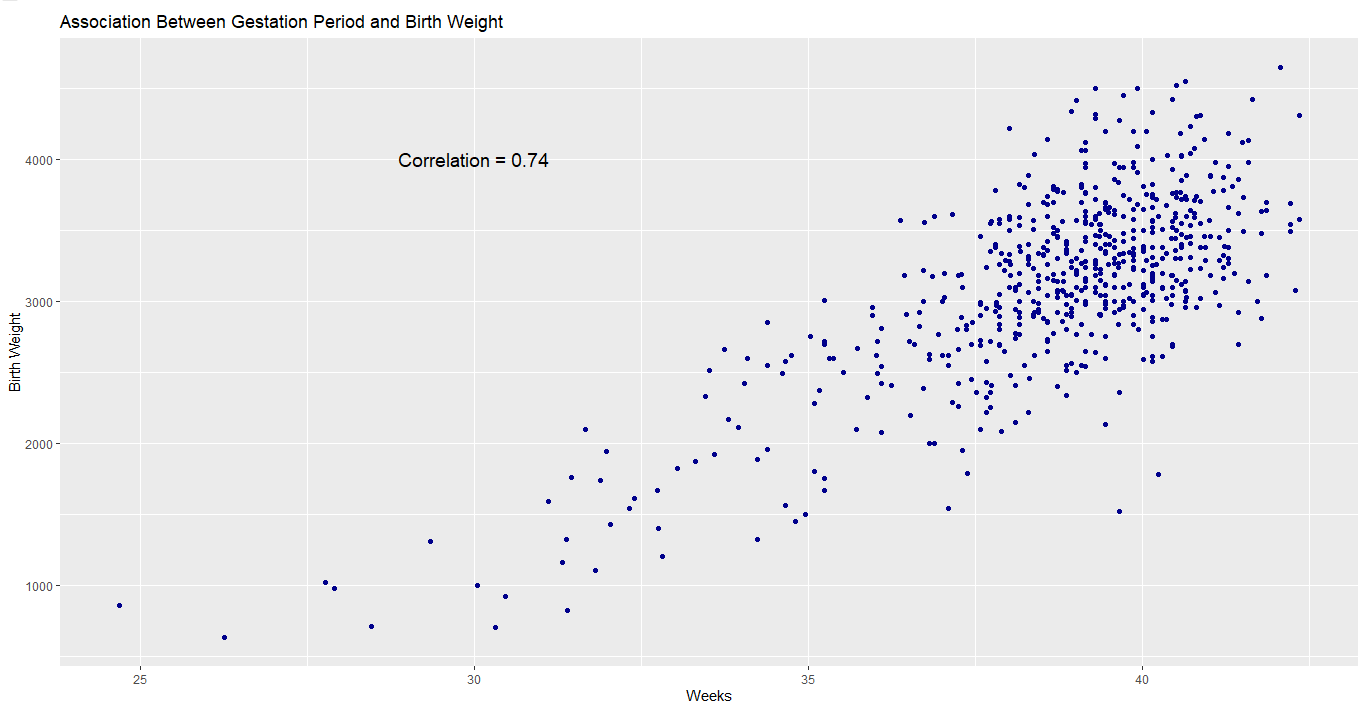 Association Between Gestation Period and Birth Weight
Correlation = 0.74
Birth Weight
4000
3000
2000
1000
25
30
35
40
Weeks